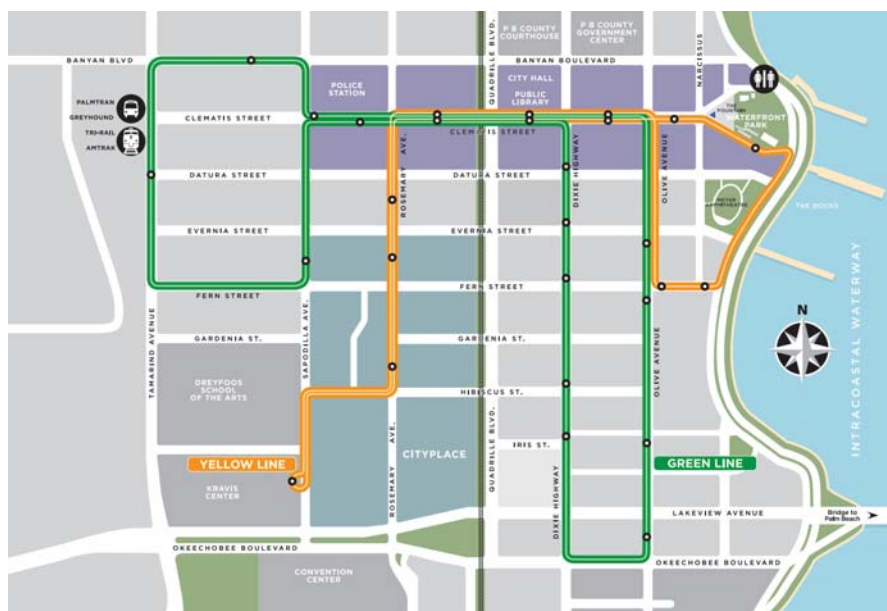 P B COUNTY
COURTHOUSE
P B COUNTY
GOVERNMENT
CENTER
QUADRILLE BLVD.
NARCISSUS
BANYAN BLVD
BANYAN BOULEVARD
POLICE
STATION
CITY HALL
PUBLIC
LIBRARY
PALMTRAN
GREYHOUND
TRI-RAIL
AMTRAK
CLEMATIS STREET
CLEMATIS STREET
THE FOUNTAIN
WATERFRONT
PARK
ROSEMARY AVE.
DIXIE HIGHWAY
OLIVE AVENUE
DATURA STREET
DATURA STREET
MEYER
AMPHITHEATRE
THE DOCKS
EVERNIA STREET
EVERNIA STREET
FERN STREET
FERN STREET
TAMARIND AVENUE
SAPODILLA AVE.
GARDENIA ST.
GARDENIA ST.
OLIVE AVENUE
N
INTRACOASTAL WATERWAY
DREYFOOS
SCHOOL
OF THE ARTS
HIBISCUS ST.
CITYPLACE
ROSEMARY AVE.
QUADRILLE BLVD.
IRIS ST.
DIXIE HIGHWAY
YELLOW LINE
GREEN LINE
KRAVIS
CENTER
LAKEVIEW AVENUE
Bridge to
Palm Beach
OKEECHOBEE BOULEVARD
OKEECHOBEE BOULEVARD
CONVENTION
CENTER